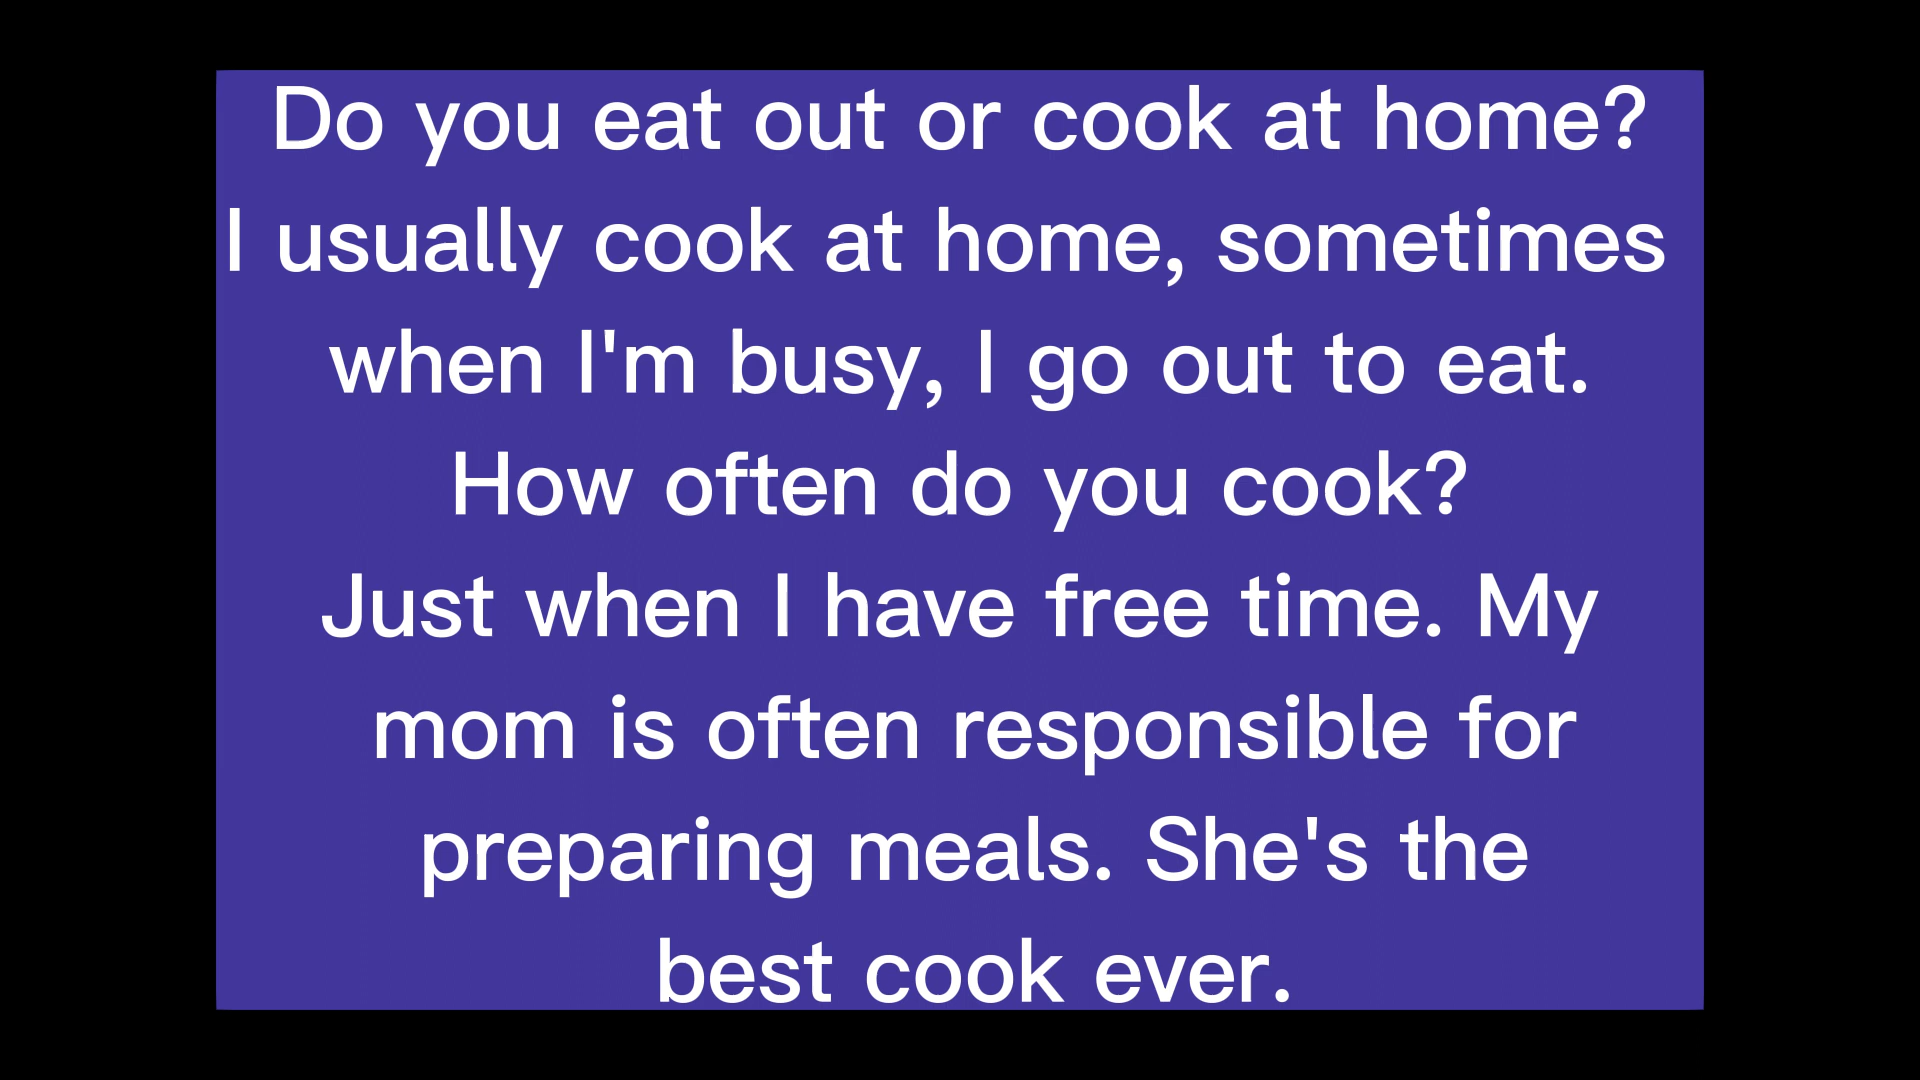 Do you eat out or cook at home?
I usually cook at home, sometimes
when I'm busy, I go out to eat.
How often do you cook?
Just when I have free time. My
mom is often responsible for
preparing meals. She's the
best cook ever.